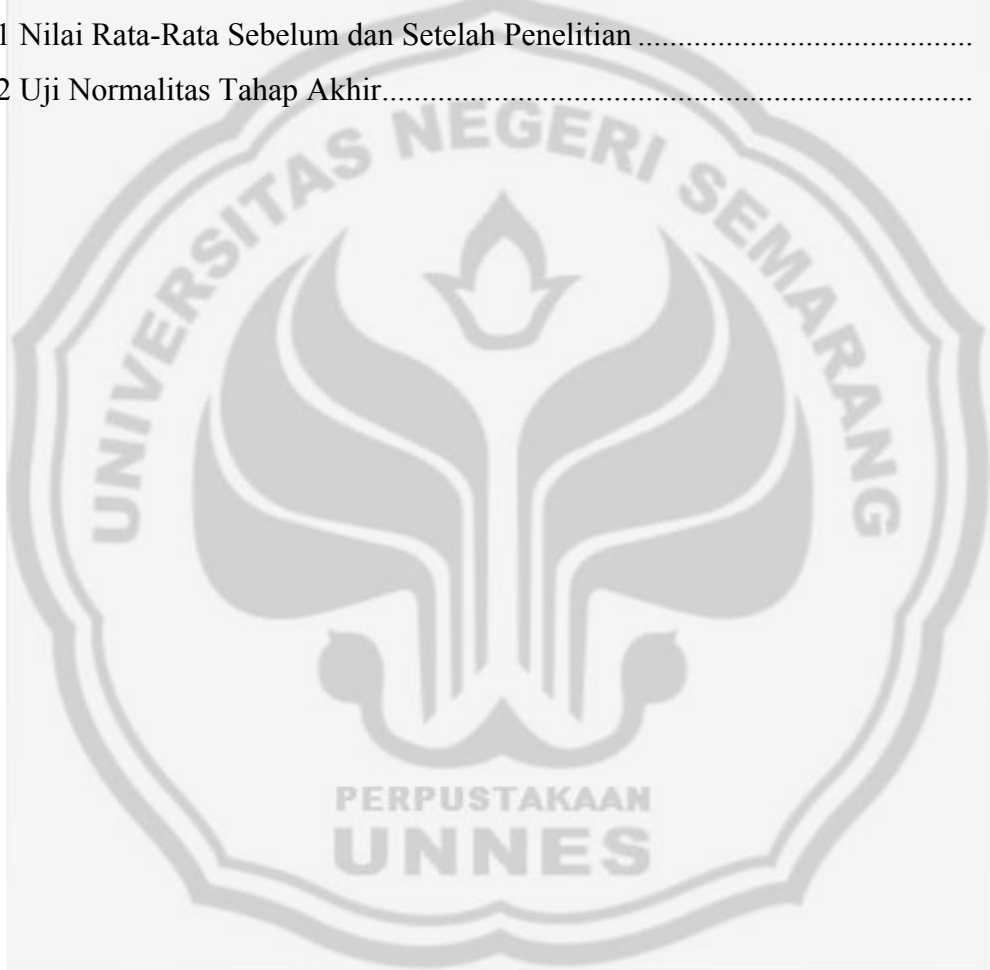 1 Nilai Rata-Rata Sebelum dan Setelah Penelitian ...........................................
2 Uji Normalitas Tahap Akhir...........................................................................
UNIVERSITAS NEGERI SEMARANG
PERPUSTAKAAN
UNNES